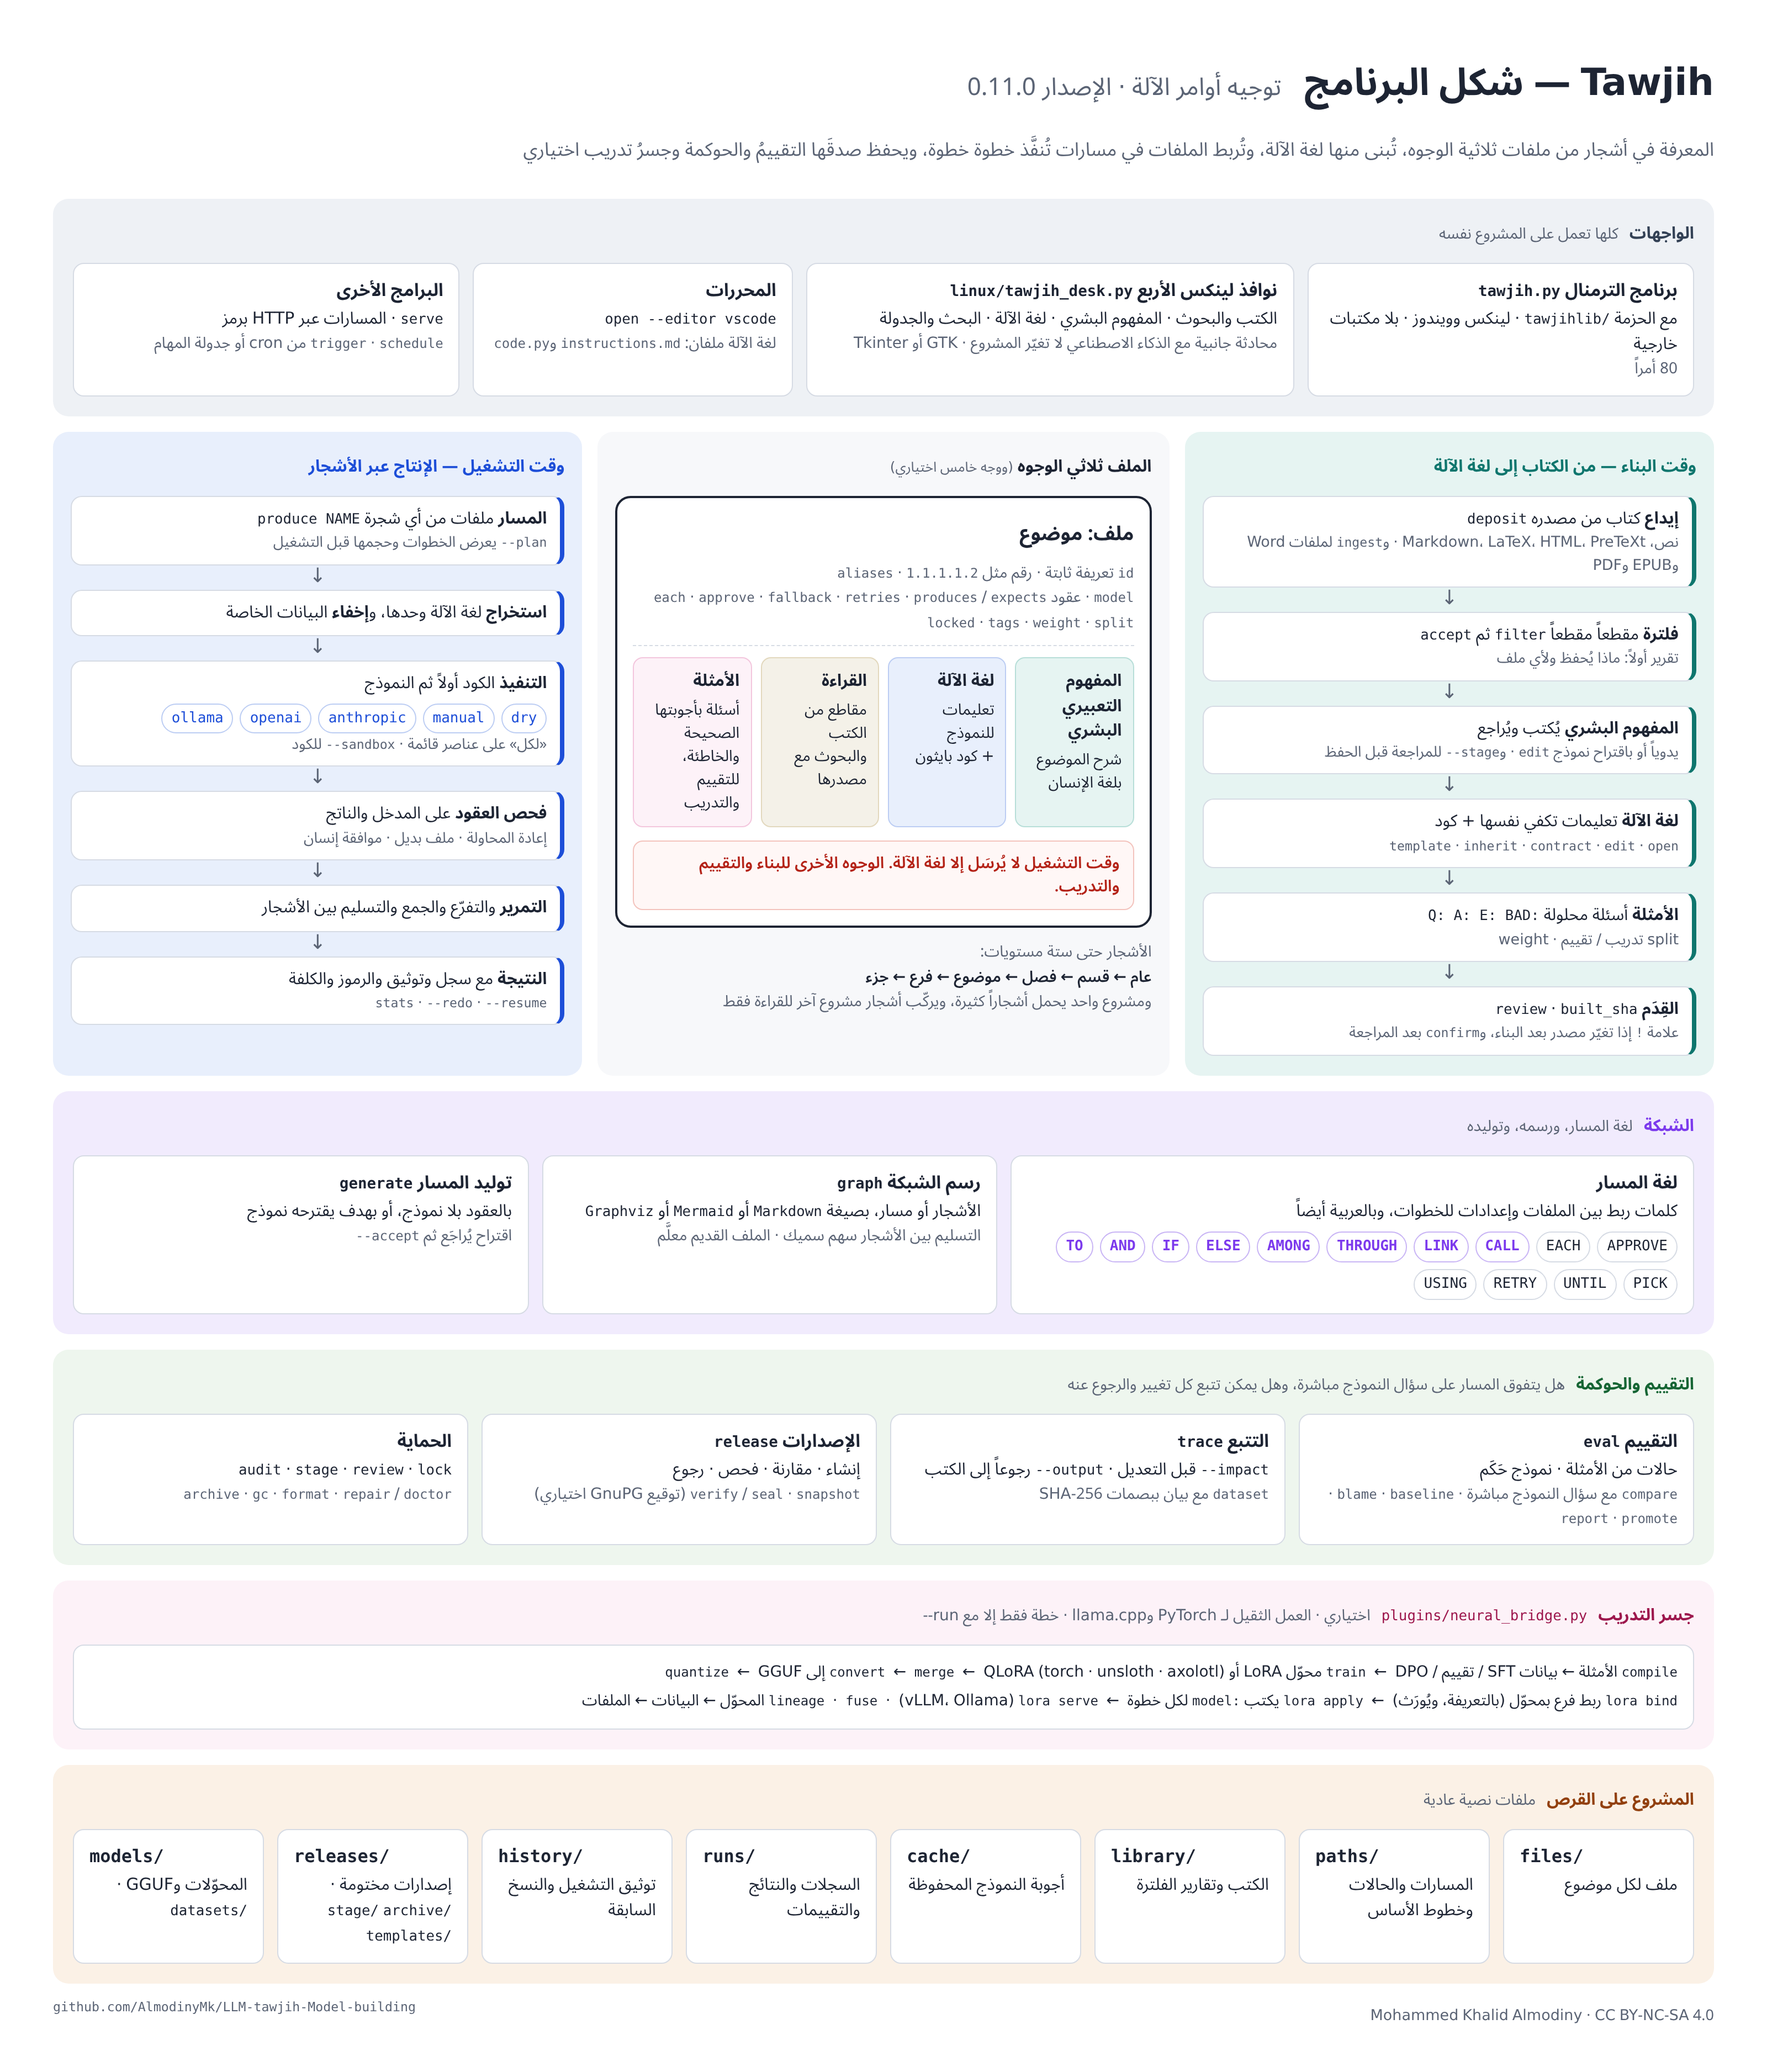 Tawjih — شكل البرنامج توجيه أوامر الآلة · الإصدار 0.11.0
المعرفة في أشجار من ملفات ثلاثية الوجوه، تُبنى منها لغة الآلة، وتُربط الملفات في مسارات تُنفَّذ خطوة خطوة، ويحفظ صدقَها التقييمُ والحوكمة وجسرُ تدريب اختياري
الواجهات كلها تعمل على المشروع نفسه
برنامج الترمنال tawjih.py
مع الحزمة tawjihlib/ · لينكس وويندوز · بلا مكتبات
خارجية
80 أمراً
نوافذ لينكس الأربع linux/tawjih_desk.py
الكتب والبحوث · المفهوم البشري · لغة الآلة · البحث والجدولة
محادثة جانبية مع الذكاء الاصطناعي لا تغيّر المشروع · GTK أو Tkinter
المحررات
open --editor vscode
لغة الآلة ملفان: instructions.md وcode.py
البرامج الأخرى
serve · المسارات عبر HTTP برمز
trigger · schedule من cron أو جدولة المهام
وقت البناء — من الكتاب إلى لغة الآلة
إيداع كتاب من مصدره deposit
نص، Markdown، LaTeX، HTML، PreTeXt · وingest لملفات Word
وEPUB وPDF
↓
فلترة مقطعاً مقطعاً filter ثم accept
تقرير أولاً: ماذا يُحفظ ولأي ملف
↓
المفهوم البشري يُكتب ويُراجع
يدوياً أو باقتراح نموذج edit · و--stage للمراجعة قبل الحفظ
↓
لغة الآلة تعليمات تكفي نفسها + كود
template · inherit · contract · edit · open
↓
الأمثلة أسئلة محلولة Q: A: E: BAD:
split تدريب / تقييم · weight
↓
القِدَم review · built_sha
علامة ! إذا تغيّر مصدر بعد البناء، وconfirm بعد المراجعة
الملف ثلاثي الوجوه (ووجه خامس اختياري)
ملف: موضوع
id تعريفة ثابتة · رقم مثل 1.1.1.1.2 · aliases
model · عقود each · approve · fallback · retries · produces / expects
locked · tags · weight · split
المفهوم
التعبيري
البشري
شرح الموضوع
بلغة الإنسان
لغة الآلة
تعليمات
للنموذج
+ كود بايثون
القراءة
مقاطع من
الكتب
والبحوث مع
مصدرها
الأمثلة
أسئلة بأجوبتها
الصحيحة
والخاطئة،
للتقييم
والتدريب
وقت التشغيل لا يُرسَل إلا لغة الآلة. الوجوه الأخرى للبناء والتقييم
والتدريب.
الأشجار حتى ستة مستويات:
عام ← قسم ← فصل ← موضوع ← فرع ← جزء
ومشروع واحد يحمل أشجاراً كثيرة، ويركّب أشجار مشروع آخر للقراءة فقط
وقت التشغيل — الإنتاج عبر الأشجار
المسار ملفات من أي شجرة produce NAME
--plan يعرض الخطوات وحجمها قبل التشغيل
↓
استخراج لغة الآلة وحدها، وإخفاء البيانات الخاصة
↓
التنفيذ الكود أولاً ثم النموذج
dry manual anthropic openai ollama
«لكل» على عناصر قائمة · --sandbox للكود
↓
فحص العقود على المدخل والناتج
إعادة المحاولة · ملف بديل · موافقة إنسان
↓
التمرير والتفرّع والجمع والتسليم بين الأشجار
↓
النتيجة مع سجل وتوثيق والرموز والكلفة
stats · --redo · --resume
الشبكة لغة المسار، ورسمه، وتوليده
لغة المسار
كلمات ربط بين الملفات وإعدادات للخطوات، وبالعربية أيضاً
TO AND IF ELSE AMONG THROUGH LINK CALL EACH APPROVE
USING RETRY UNTIL PICK
رسم الشبكة graph
الأشجار أو مسار، بصيغة Markdown أو Mermaid أو Graphviz
التسليم بين الأشجار سهم سميك · الملف القديم معلَّم
توليد المسار generate
بالعقود بلا نموذج، أو بهدف يقترحه نموذج
اقتراح يُراجَع ثم --accept
التقييم والحوكمة هل يتفوق المسار على سؤال النموذج مباشرة، وهل يمكن تتبع كل تغيير والرجوع عنه
التقييم eval
حالات من الأمثلة · نموذج حَكَم
compare مع سؤال النموذج مباشرة · blame · baseline ·
report · promote
التتبع trace
--impact قبل التعديل · --output رجوعاً إلى الكتب
dataset مع بيان ببصمات SHA-256
الإصدارات release
إنشاء · مقارنة · فحص · رجوع
verify / seal · snapshot (توقيع GnuPG اختياري)
الحماية
audit · stage · review · lock
archive · gc · format · repair / doctor
جسر التدريب plugins/neural_bridge.py اختياري · العمل الثقيل لـ PyTorch وllama.cpp · خطة فقط إلا مع --run
compile الأمثلة ← بيانات SFT / تقييم / DPO ← train محوّل LoRA أو QLoRA (torch · unsloth · axolotl) ← merge ← convert إلى GGUF ← quantize
lora bind ربط فرع بمحوّل (بالتعريفة، ويُورَث) ← lora apply يكتب model: لكل خطوة ← lora serve (vLLM، Ollama) · lineage · fuse المحوّل ← البيانات ← الملفات
المشروع على القرص ملفات نصية عادية
files/
ملف لكل موضوع
paths/
المسارات والحالات
وخطوط الأساس
library/
الكتب وتقارير الفلترة
cache/
أجوبة النموذج المحفوظة
runs/
السجلات والنتائج
والتقييمات
history/
توثيق التشغيل والنسخ
السابقة
releases/
إصدارات مختومة ·
stage/ archive/
templates/
models/
المحوّلات وGGUF ·
datasets/
Mohammed Khalid Almodiny · CC BY-NC-SA 4.0
github.com/AlmodinyMk/LLM-tawjih-Model-building